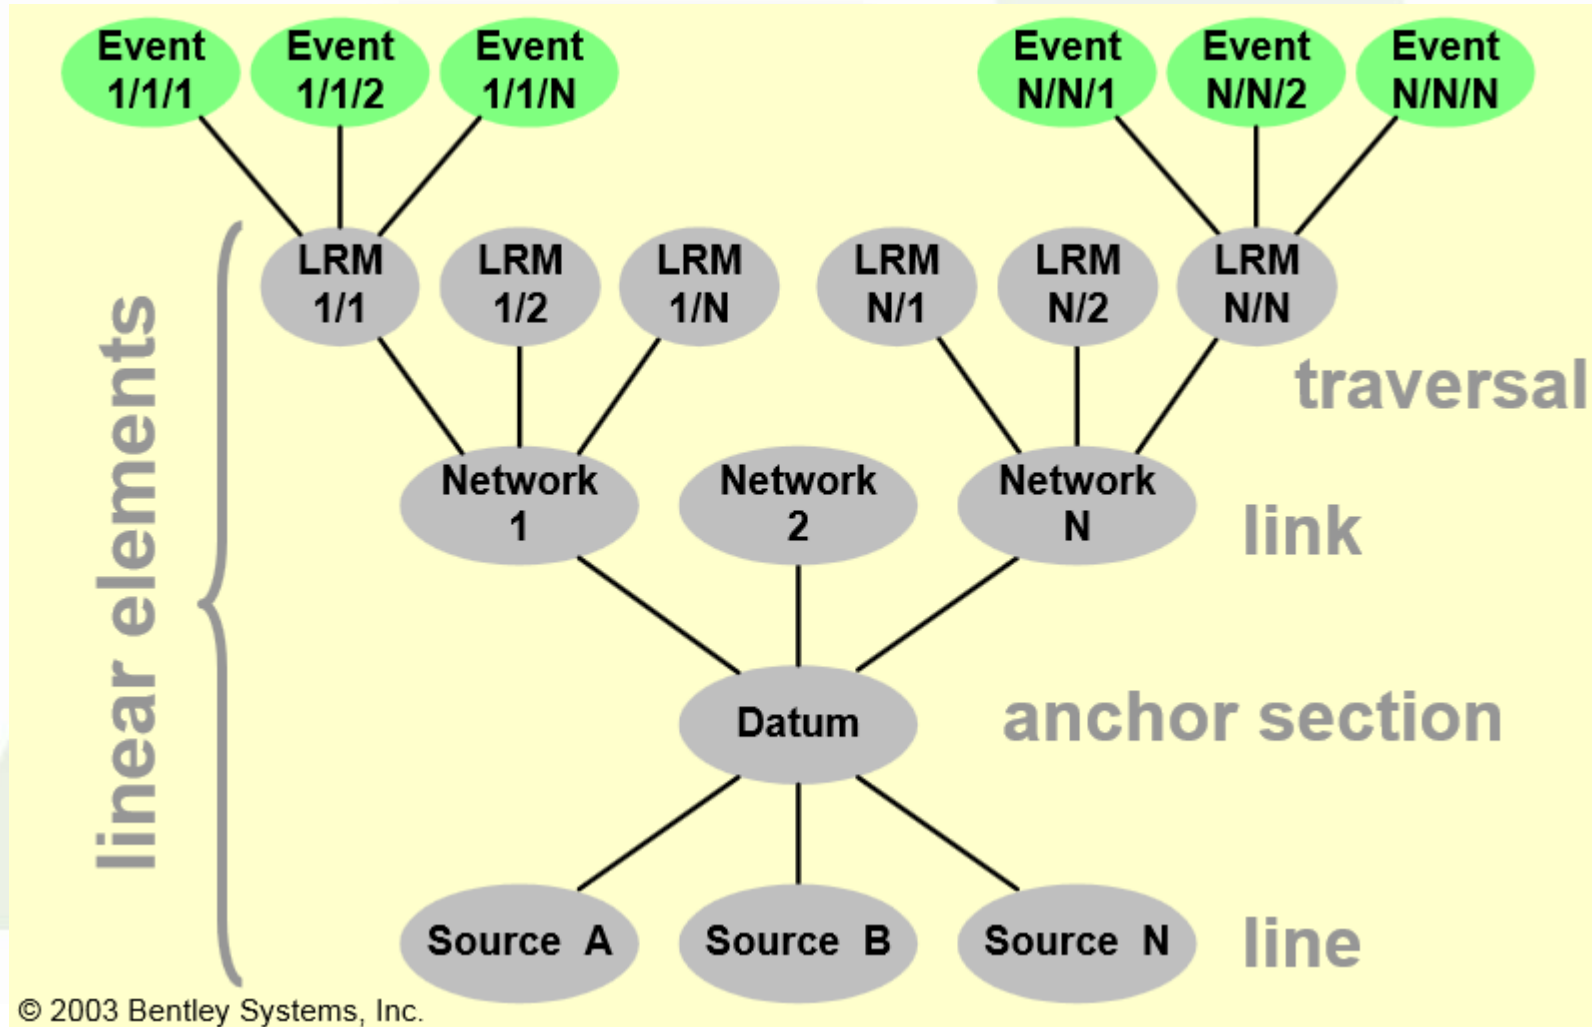 Event
1/1/1
Event
1/1/2
Event
1/1/N
Event
N/N/1
Event
N/N/2
Event
N/N/N
LRM
1/1
LRM
1/2
LRM
1/N
LRM
N/1
LRM
N/2
LRM
N/N
traversal
linear elements
Network
1
Network
2
Network
N
link
Datum
anchor section
Source A
Source B
Source N
line
© 2003 Bentley Systems, Inc.